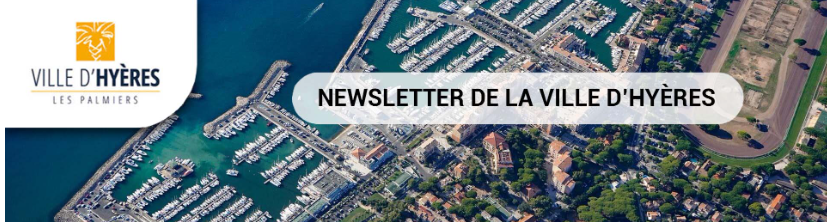 VILLE D'HYÈRES
LES PALMIERS
NEWSLETTER DE LA VILLE D'HYÈRES